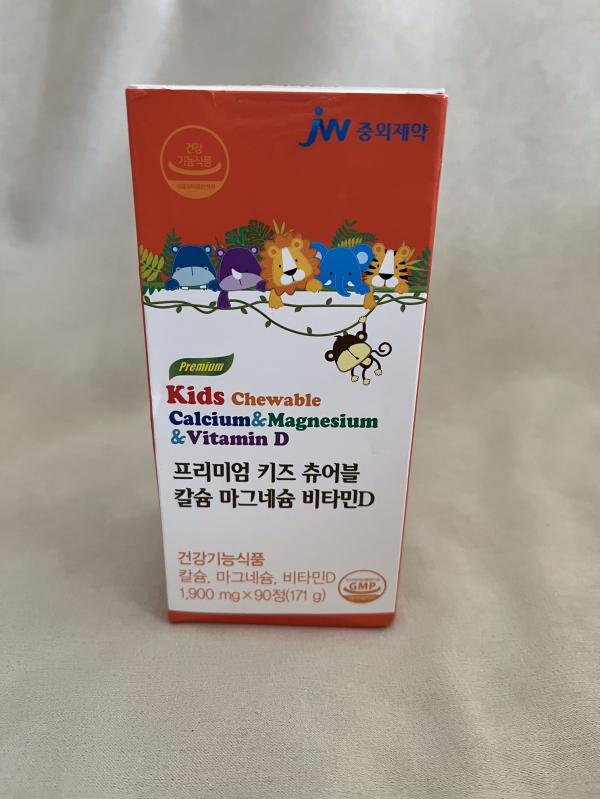 JW 중외제약
건강
기능식품
Premium
Kids Chewable
Calcium&Magnesium
&Vitamin D
프리미엄 키즈 츄어블
칼슘 마그네슘 비타민D
건강기능식품
칼슘, 마그네슘, 비타민D
1,900 mg×90정(171 g)
GMP